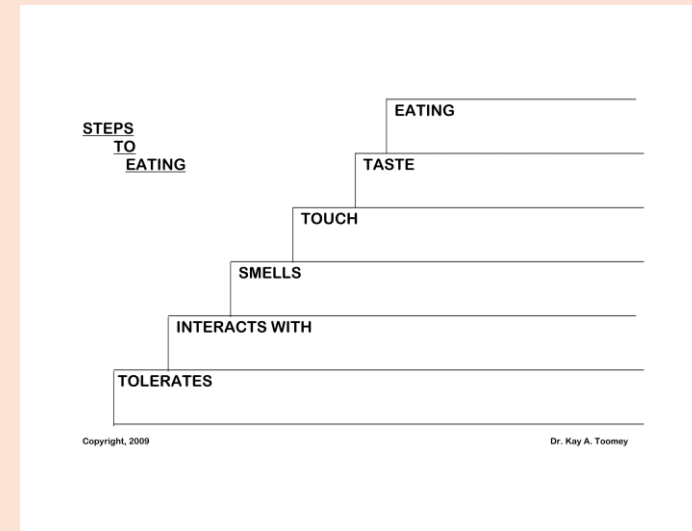 STEPS
TO
EATING
EATING
TASTE
TOUCH
SMELLS
INTERACTS WITH
TOLERATES
Copyright, 2009
Dr. Kay A. Toomey